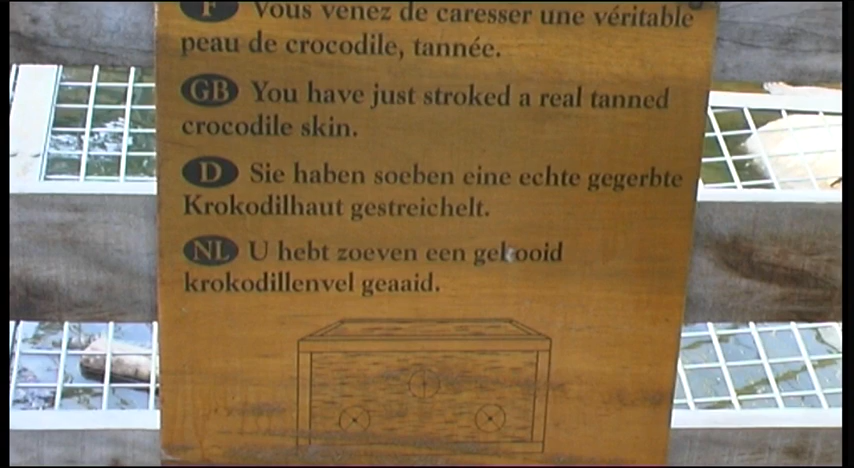 F Vous venez de caresser une véritable
peau de crocodile, tannée.
GB You have just stroked a real tanned
crocodile skin.
D Sie haben soeben eine echte gegerbte
Krokodilhaut gestreichelt.
NL U hebt zoeven een gekooid
krokodillenvel geaaid.